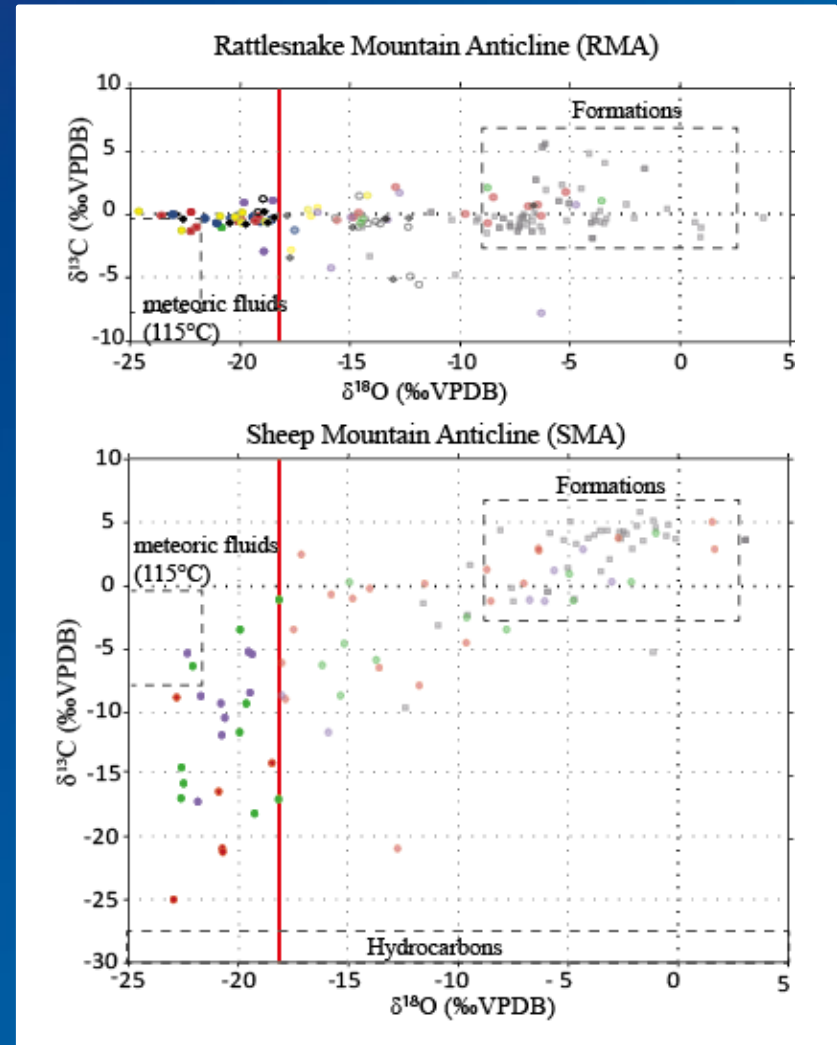 Rattlesnake Mountain Anticline (RMA)
10
5
0
-5
-10
δ¹³C (‰VPDB)
Formations
meteoric fluids
(115°C)
-25 -20 -15 -10 -5 0 5
δ¹⁸O (‰VPDB)
Sheep Mountain Anticline (SMA)
10
5
0
-5
-10
-15
-20
-25
-30
δ¹³C (‰VPDB)
Formations
meteoric fluids
(115°C)
Hydrocarbons
-25 -20 -15 -10 - 5 0 5
δ¹⁸O (‰VPDB)